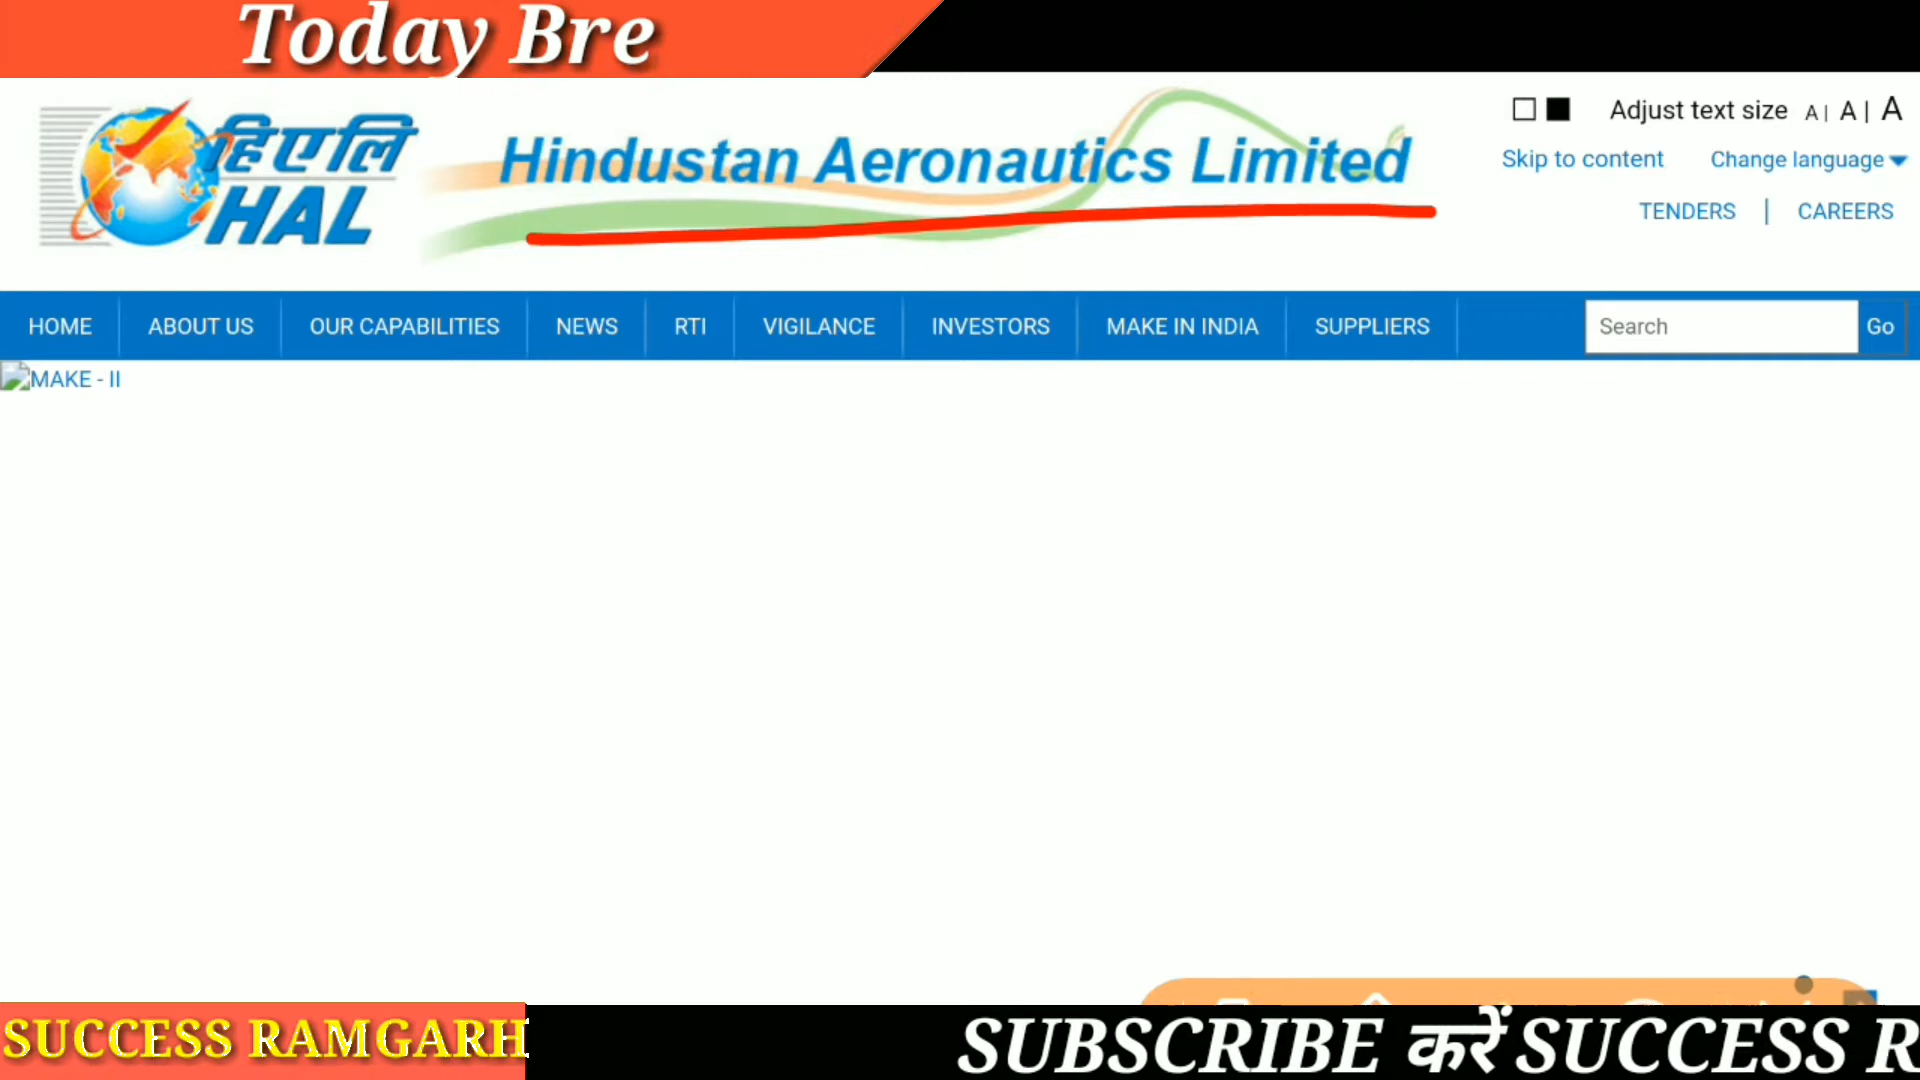 Today Bre
हिएलि
HAL
Hindustan Aeronautics Limited
Adjust text size A | A | A
Skip to content Change language
TENDERS | CAREERS
HOME ABOUT US OUR CAPABILITIES NEWS RTI VIGILANCE INVESTORS MAKE IN INDIA SUPPLIERS Search Go
MAKE - II
SUCCESS RAMGARH SUBSCRIBE करें SUCCESS R